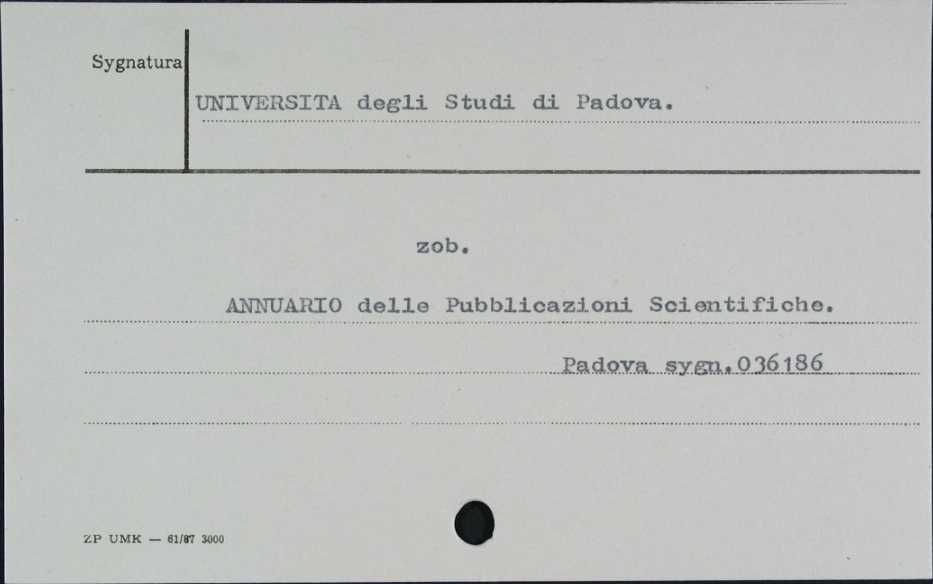 Sygnatura
UNIVERSITA degli Studi di Padova.
zob.
ANNUARIO delle Pubblicazioni Scientifiche.
Padova sygn.036186
ZP UMK — 61/87 3000